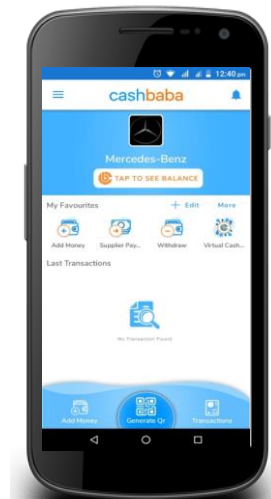 12:40 pm
cashbaba
Mercedes-Benz
TAP TO SEE BALANCE
My Favourites + Edit More
Add Money Supplier Pay... Withdraw Virtual Cash...
Last Transactions
No Transaction Found
Add Money Generate Qr Transactions